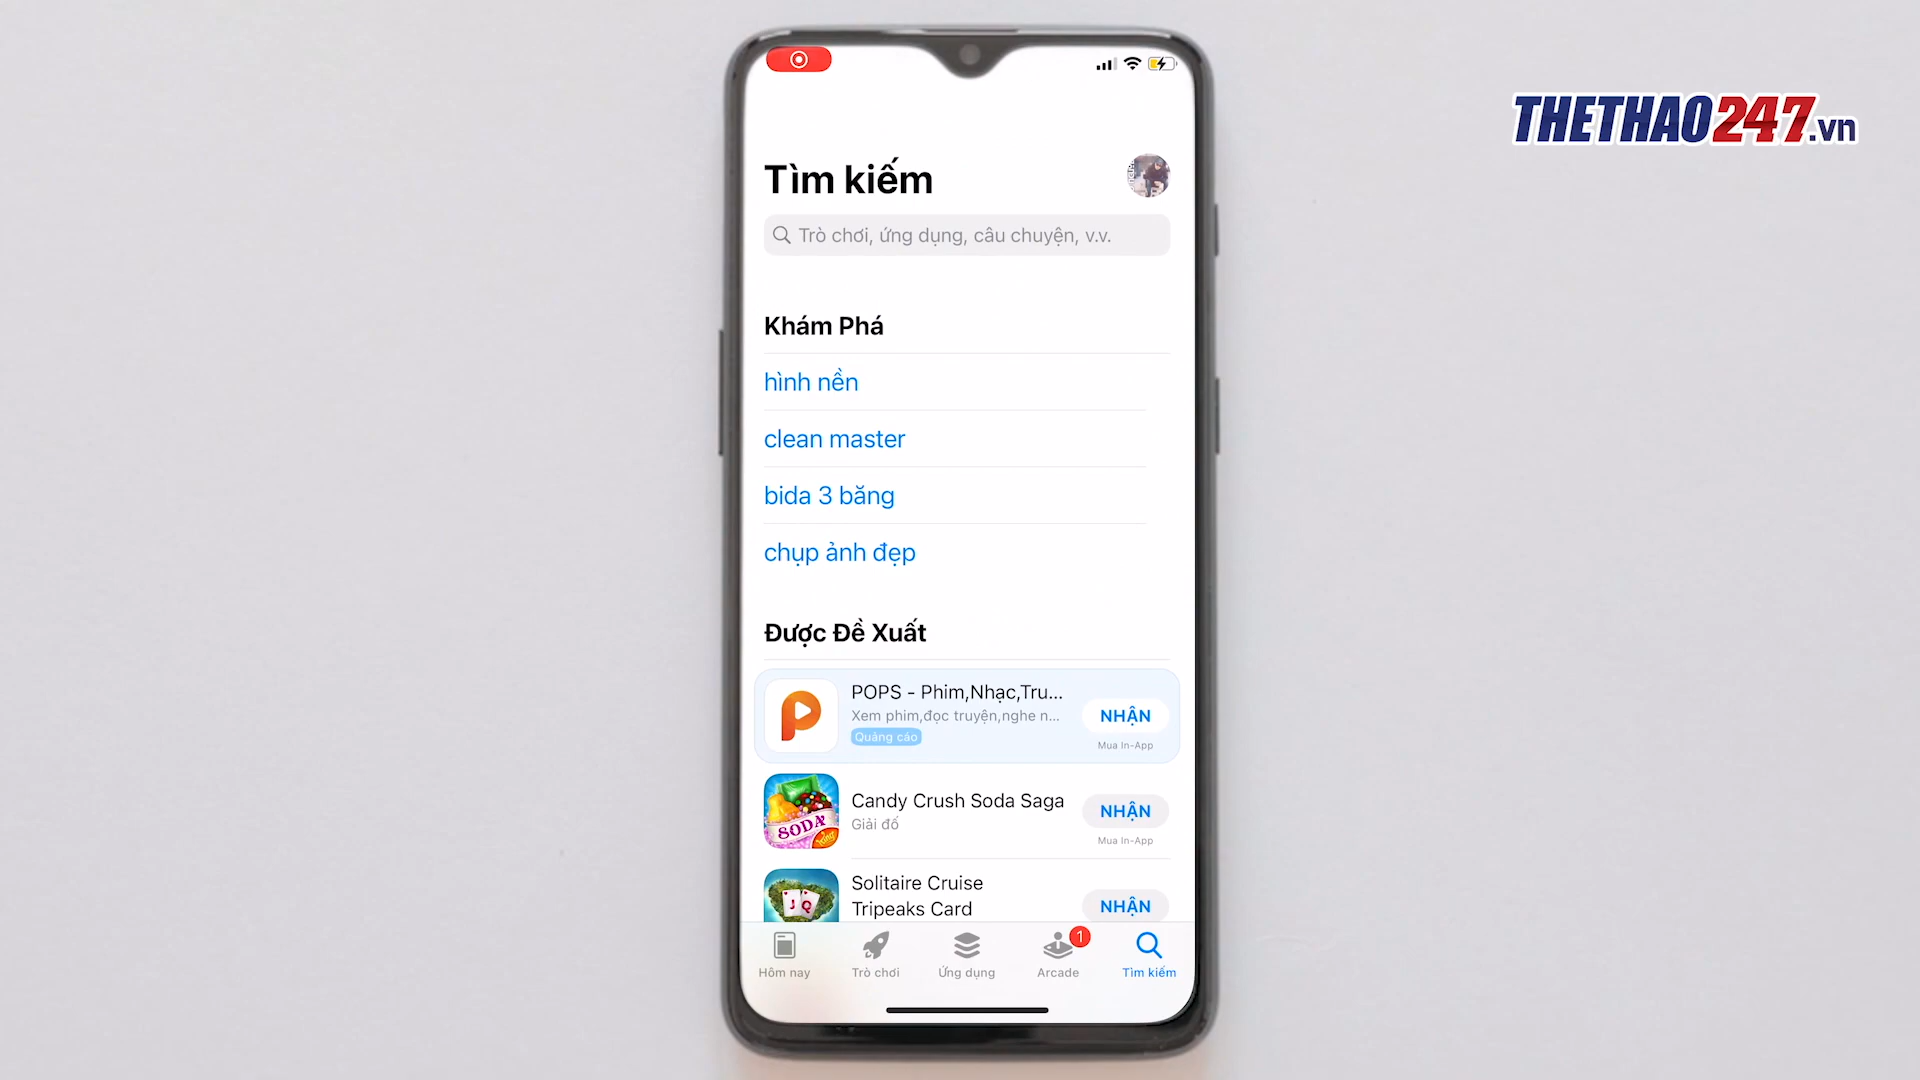 THETHAO247.vn
Tìm kiếm
Trò chơi, ứng dụng, câu chuyện, v.v.
Khám Phá
hình nền
clean master
bida 3 băng
chụp ảnh đẹp
Được Đề Xuất
POPS - Phim,Nhạc,Tru...
Xem phim,đọc truyện,nghe n...
Quảng cáo
NHẬN
Mua In-App
SODA
King
Candy Crush Soda Saga
Giải đố
NHẬN
Mua In-App
J Q
Solitaire Cruise
Tripeaks Card
NHẬN
1
Hôm nay
Trò chơi
Ứng dụng
Arcade
Tìm kiếm